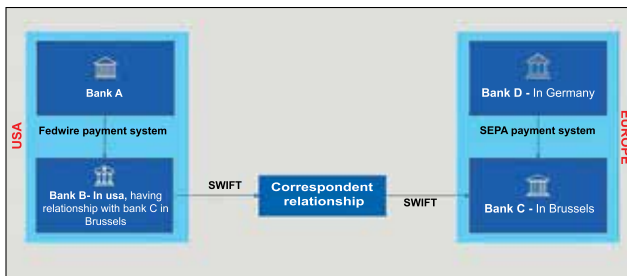 USA
Bank A
Fedwire payment system
Bank B- In usa, having
relationship with bank C in
Brussels
SWIFT
Correspondent
relationship
SWIFT
Bank D - In Germany
SEPA payment system
Bank C - In Brussels
EUROPE